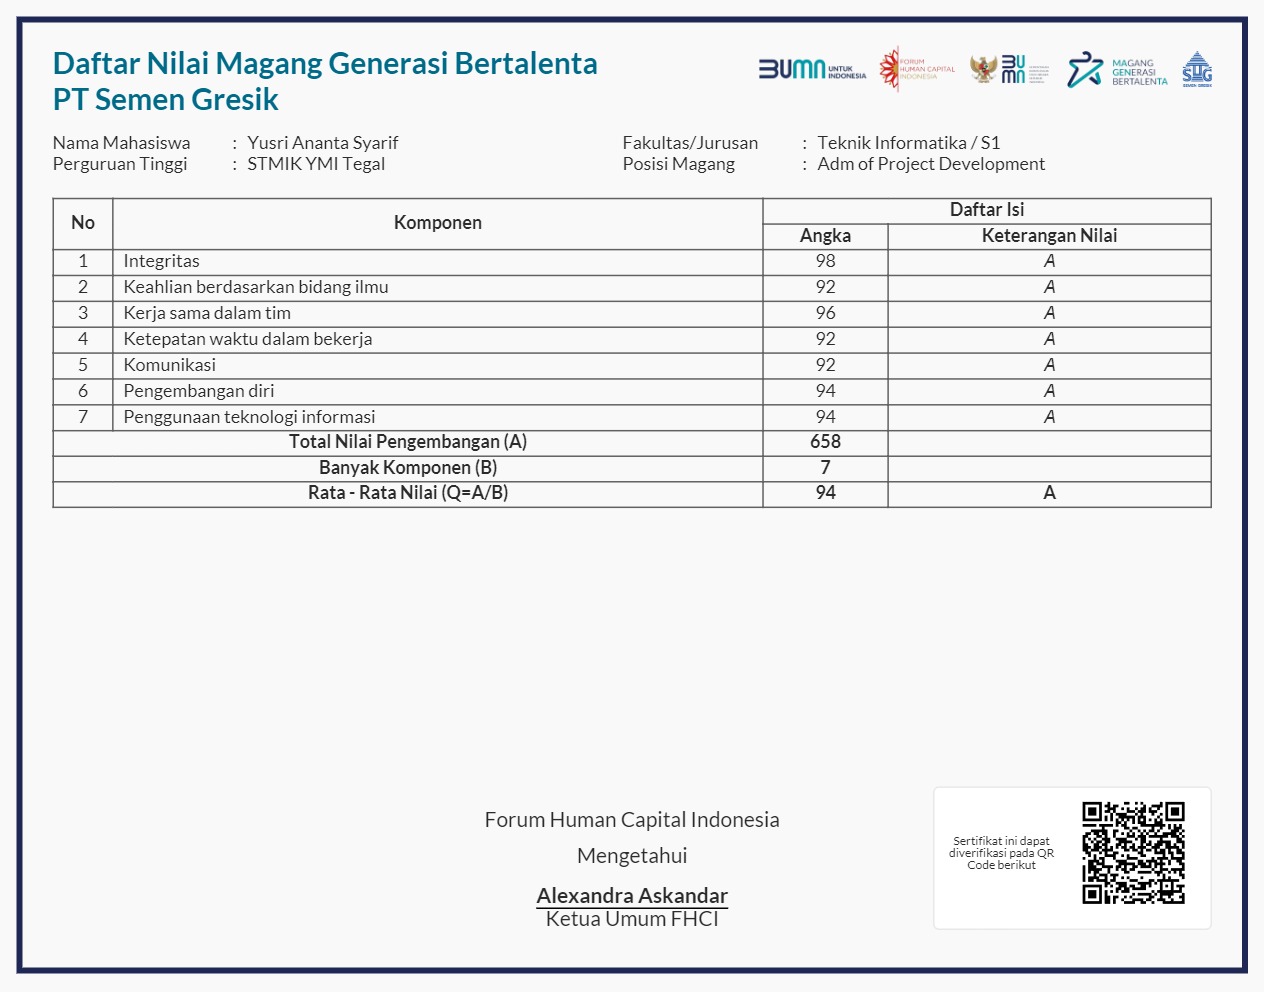 Daftar Nilai Magang Generasi Bertalenta
PT Semen Gresik
BUMN UNTUK INDONESIA
FORUM HUMAN CAPITAL INDONESIA
BUMN
MAGANG GENERASI BERTALENTA
SIG
SEMEN GRESIK
Nama Mahasiswa : Yusri Ananta Syarif
Perguruan Tinggi : STMIK YMI Tegal
Fakultas/Jurusan : Teknik Informatika / S1
Posisi Magang : Adm of Project Development
No Komponen Daftar Isi
Angka Keterangan Nilai
1 Integritas 98 A
2 Keahlian berdasarkan bidang ilmu 92 A
3 Kerja sama dalam tim 96 A
4 Ketepatan waktu dalam bekerja 92 A
5 Komunikasi 92 A
6 Pengembangan diri 94 A
7 Penggunaan teknologi informasi 94 A
Total Nilai Pengembangan (A) 658
Banyak Komponen (B) 7
Rata - Rata Nilai (Q=A/B) 94 A
Forum Human Capital Indonesia
Mengetahui
Alexandra Askandar
Ketua Umum FHCI
Sertifikat ini dapat
diverifikasi pada QR
Code berikut